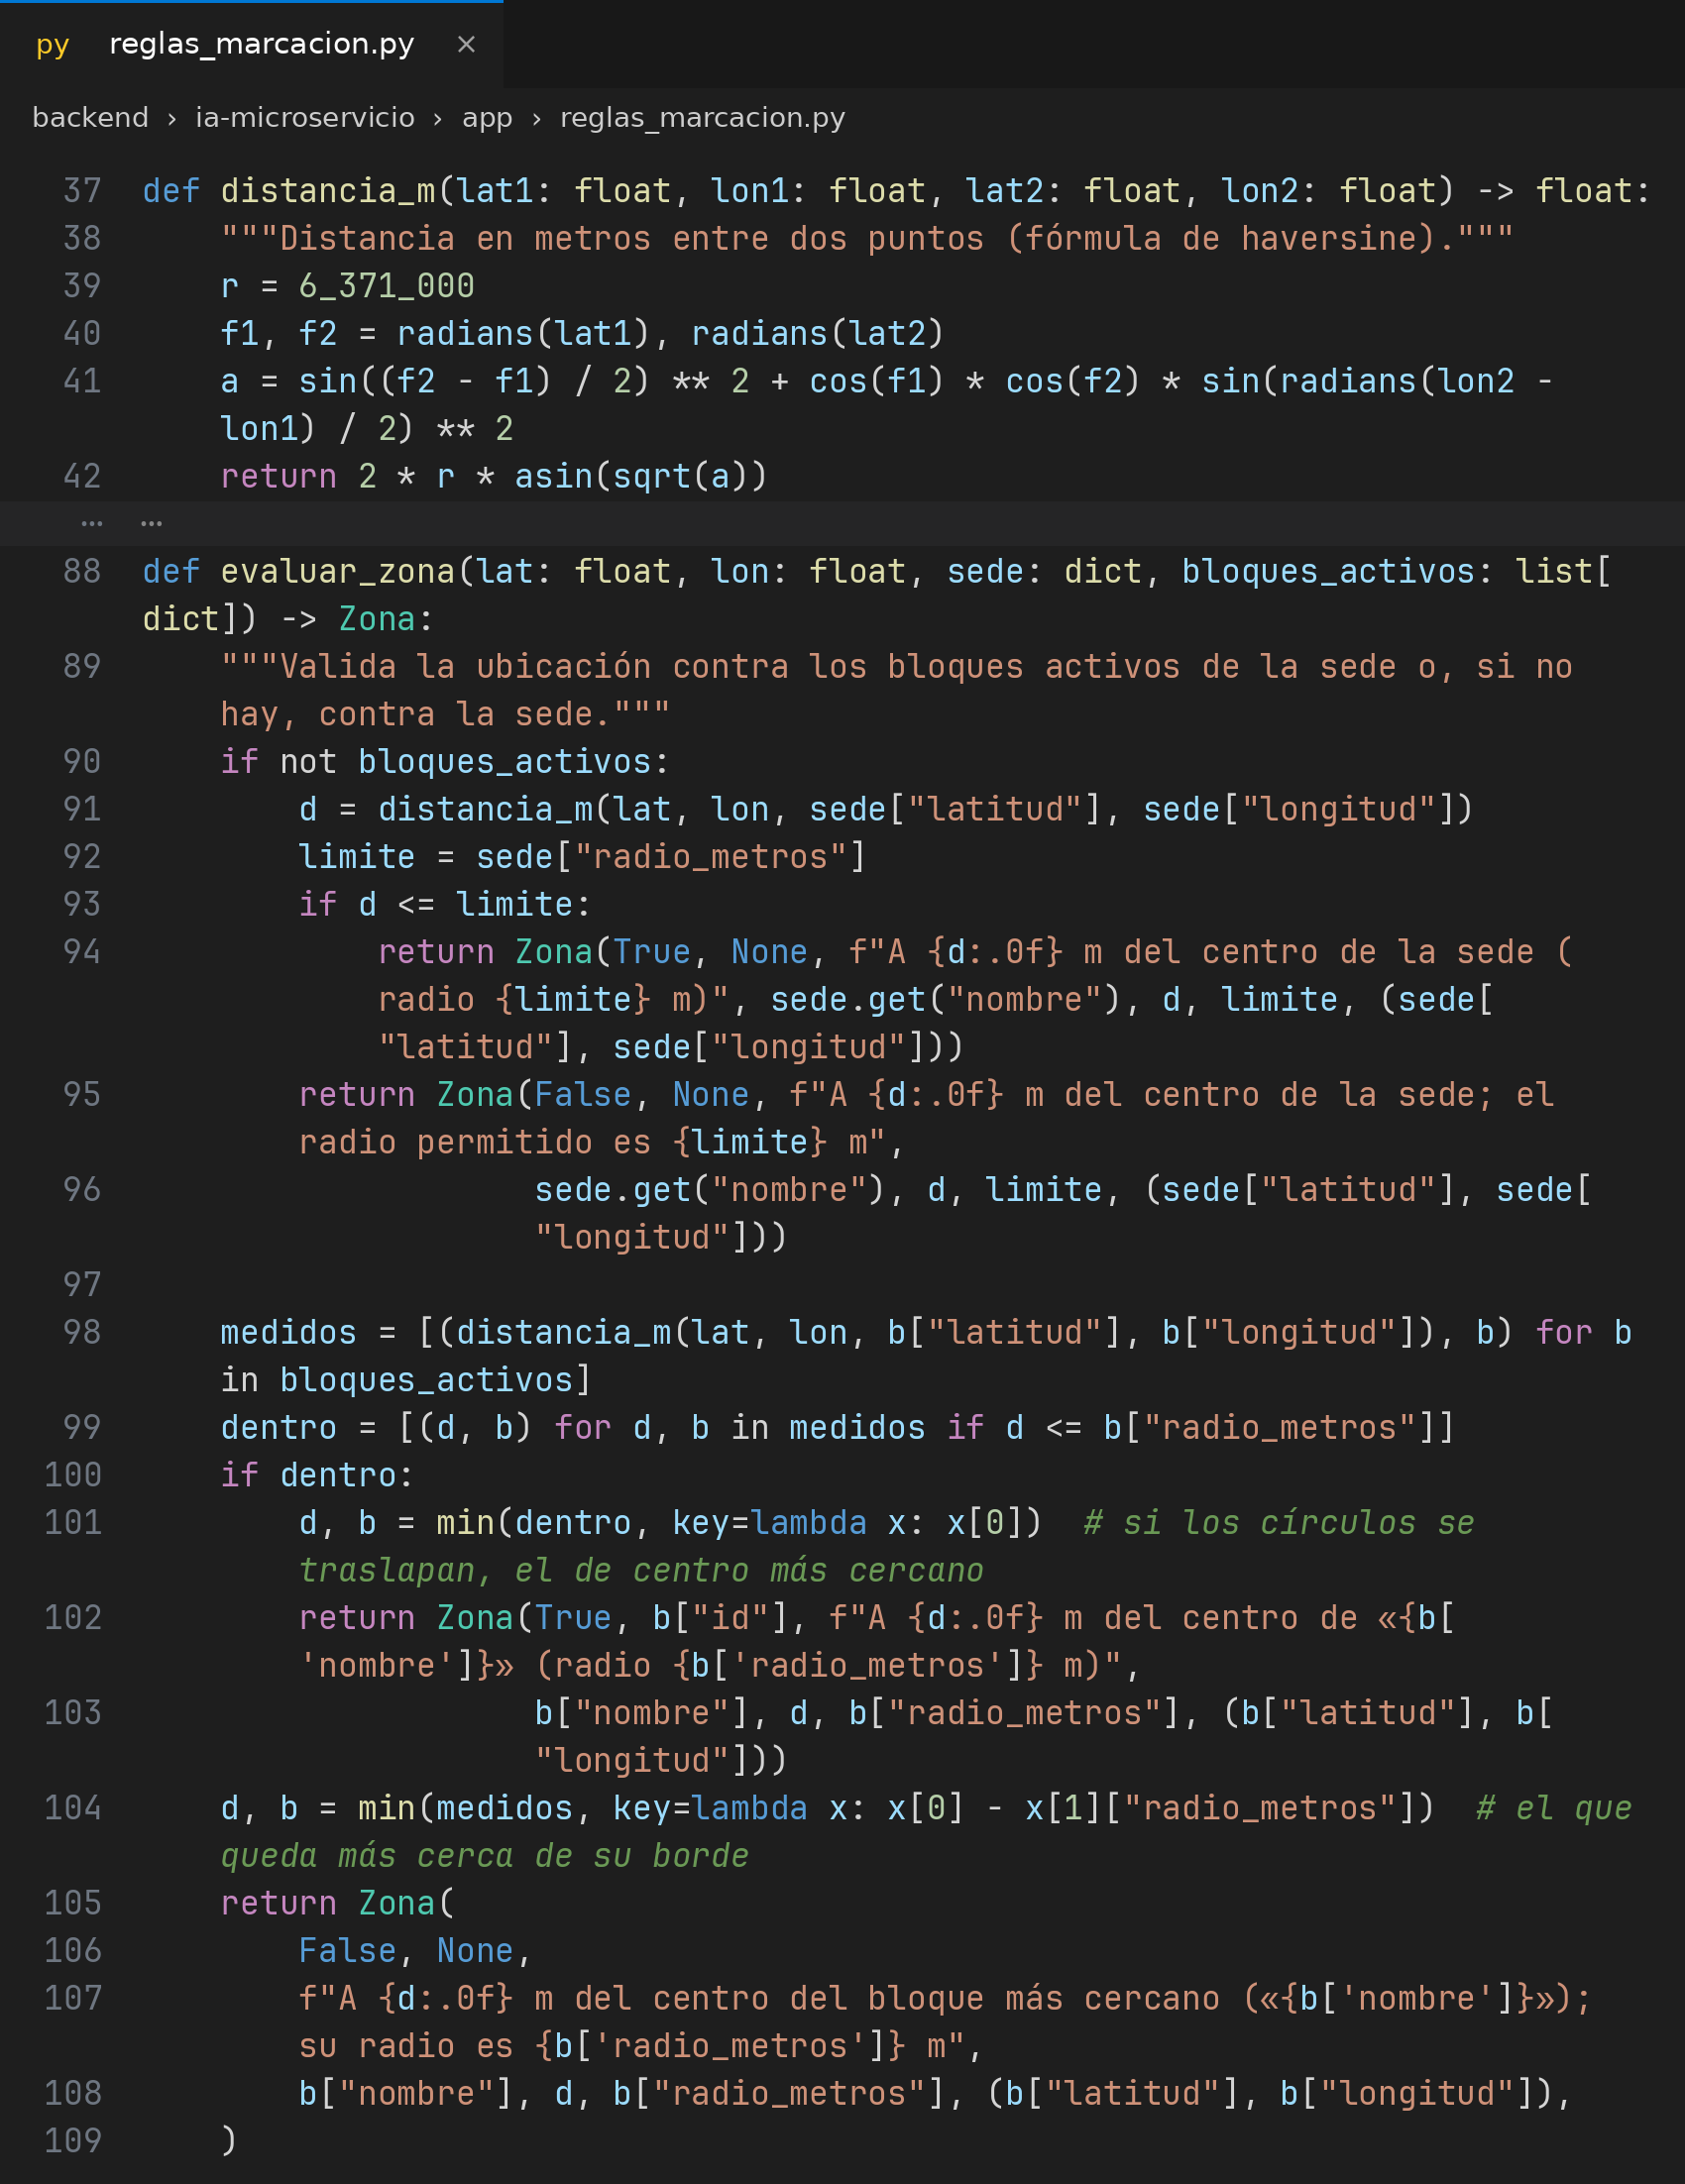 py reglas_marcacion.py ×
backend › ia-microservicio › app › reglas_marcacion.py
37 def distancia_m(lat1: float, lon1: float, lat2: float, lon2: float) -> float:
38     """Distancia en metros entre dos puntos (fórmula de haversine)."""
39     r = 6_371_000
40     f1, f2 = radians(lat1), radians(lat2)
41     a = sin((f2 - f1) / 2) ** 2 + cos(f1) * cos(f2) * sin(radians(lon2 -
    lon1) / 2) ** 2
42     return 2 * r * asin(sqrt(a))
… …
88 def evaluar_zona(lat: float, lon: float, sede: dict, bloques_activos: list[
dict]) -> Zona:
89     """Valida la ubicación contra los bloques activos de la sede o, si no
    hay, contra la sede."""
90     if not bloques_activos:
91         d = distancia_m(lat, lon, sede["latitud"], sede["longitud"])
92         limite = sede["radio_metros"]
93         if d <= limite:
94             return Zona(True, None, f"A {d:.0f} m del centro de la sede (
            radio {limite} m)", sede.get("nombre"), d, limite, (sede[
            "latitud"], sede["longitud"]))
95         return Zona(False, None, f"A {d:.0f} m del centro de la sede; el
        radio permitido es {limite} m",
96                     sede.get("nombre"), d, limite, (sede["latitud"], sede[
                    "longitud"]))
97
98     medidos = [(distancia_m(lat, lon, b["latitud"], b["longitud"]), b) for b
    in bloques_activos]
99     dentro = [(d, b) for d, b in medidos if d <= b["radio_metros"]]
100     if dentro:
101         d, b = min(dentro, key=lambda x: x[0])  # si los círculos se
        traslapan, el de centro más cercano
102         return Zona(True, b["id"], f"A {d:.0f} m del centro de «{b[
        'nombre']}» (radio {b['radio_metros']} m)",
103                     b["nombre"], d, b["radio_metros"], (b["latitud"], b[
                    "longitud"]))
104     d, b = min(medidos, key=lambda x: x[0] - x[1]["radio_metros"])  # el que
    queda más cerca de su borde
105     return Zona(
106         False, None,
107         f"A {d:.0f} m del centro del bloque más cercano («{b['nombre']}»);
        su radio es {b['radio_metros']} m",
108         b["nombre"], d, b["radio_metros"], (b["latitud"], b["longitud"]),
109     )